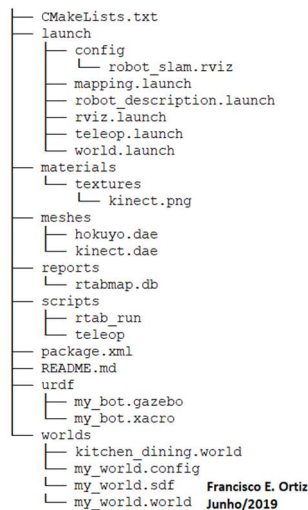 ├── CMakeLists.txt
├── launch
│   ├── config
│   │   └── robot_slam.rviz
│   ├── mapping.launch
│   ├── robot_description.launch
│   ├── rviz.launch
│   ├── teleop.launch
│   └── world.launch
├── materials
│   └── textures
│       └── kinect.png
├── meshes
│   ├── hokuyo.dae
│   └── kinect.dae
├── reports
│   └── rtabmap.db
├── scripts
│   ├── rtab_run
│   └── teleop
├── package.xml
├── README.md
├── urdf
│   ├── my_bot.gazebo
│   └── my_bot.xacro
└── worlds
    ├── kitchen_dining.world
    └── my_world.config
    └── my_world.sdf Francisco E. Ortiz
    └── my_world.world Junho/2019